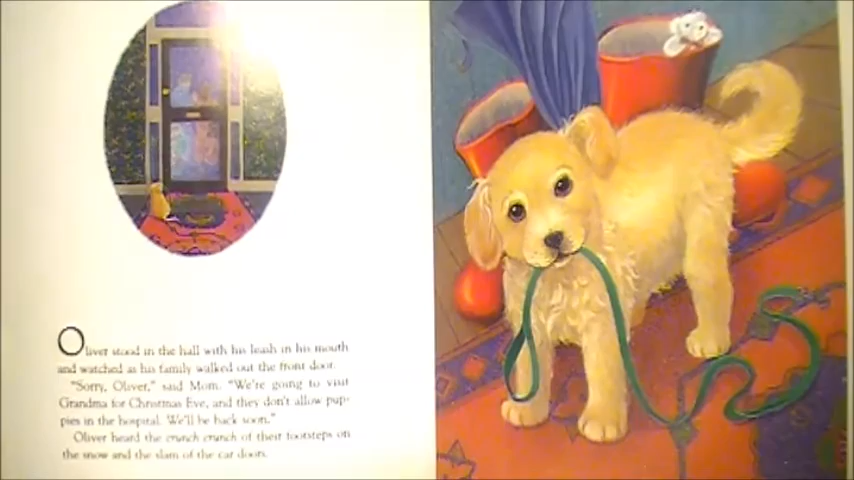 Oliver stood in the hall with his leash in his mouth
and watched as his family walked out the front door.
"Sorry, Oliver," said Mom. "We're going to visit
Grandma for Christmas Eve, and they don't allow pup-
pies in the hospital. We'll be back soon."
Oliver heard the crunch crunch of their footsteps on
the snow and the slam of the car doors.